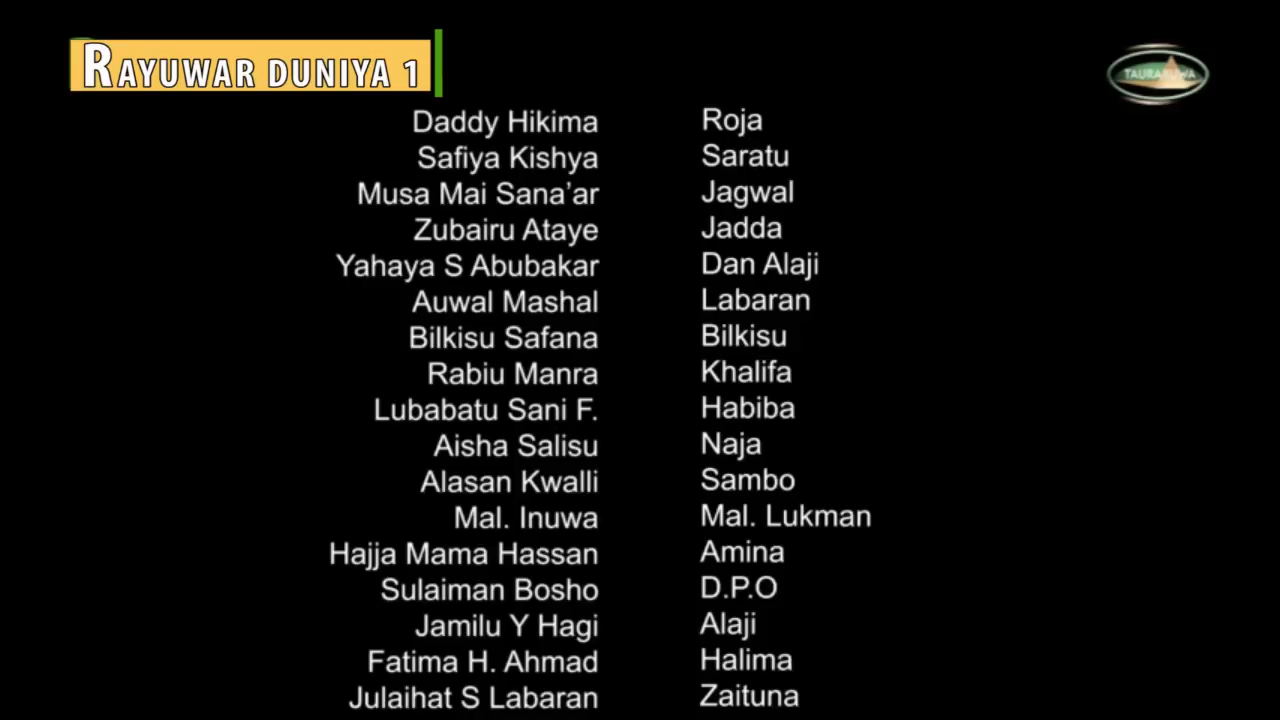 RAYUWAR DUNIYA 1
TAURARUWA
Daddy Hikima Roja
Safiya Kishya Saratu
Musa Mai Sana’ar Jagwal
Zubairu Ataye Jadda
Yahaya S Abubakar Dan Alaji
Auwal Mashal Labaran
Bilkisu Safana Bilkisu
Rabiu Manra Khalifa
Lubabatu Sani F. Habiba
Aisha Salisu Naja
Alasan Kwalli Sambo
Mal. Inuwa Mal. Lukman
Hajja Mama Hassan Amina
Sulaiman Bosho D.P.O
Jamilu Y Hagi Alaji
Fatima H. Ahmad Halima
Julaihat S Labaran Zaituna